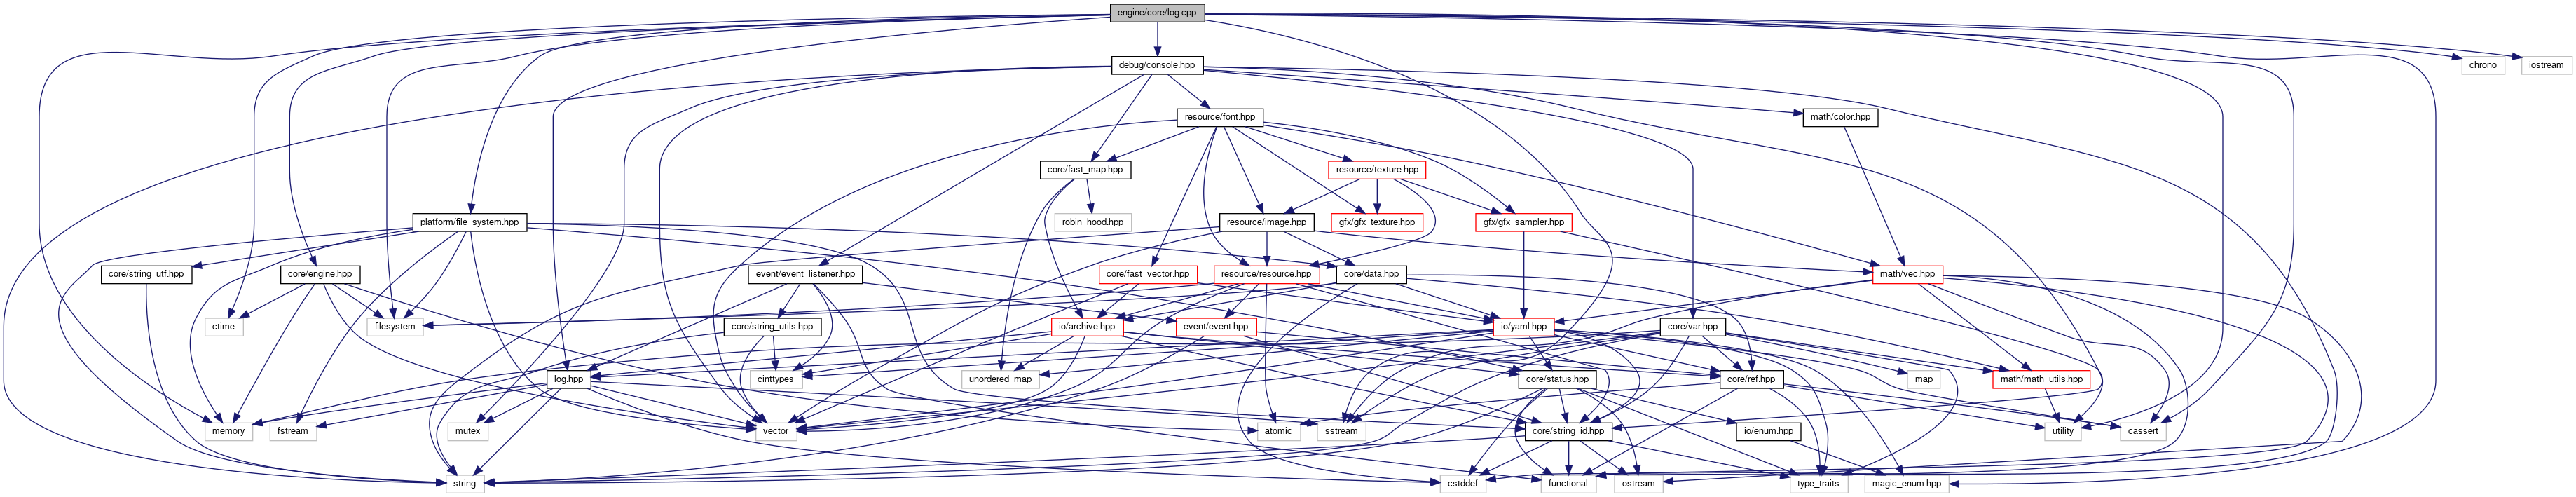 engine/core/log.cpp
debug/console.hpp
chrono
iostream
resource/font.hpp
math/color.hpp
core/fast_map.hpp
resource/texture.hpp
platform/file_system.hpp
robin_hood.hpp
resource/image.hpp
gfx/gfx_texture.hpp
gfx/gfx_sampler.hpp
core/string_utf.hpp
core/engine.hpp
event/event_listener.hpp
core/fast_vector.hpp
resource/resource.hpp
core/data.hpp
math/vec.hpp
ctime
filesystem
core/string_utils.hpp
io/archive.hpp
event/event.hpp
io/yaml.hpp
core/var.hpp
log.hpp
cinttypes
unordered_map
core/status.hpp
core/ref.hpp
map
math/math_utils.hpp
memory
fstream
mutex
vector
atomic
sstream
core/string_id.hpp
io/enum.hpp
utility
cassert
string
cstddef
functional
ostream
type_traits
magic_enum.hpp